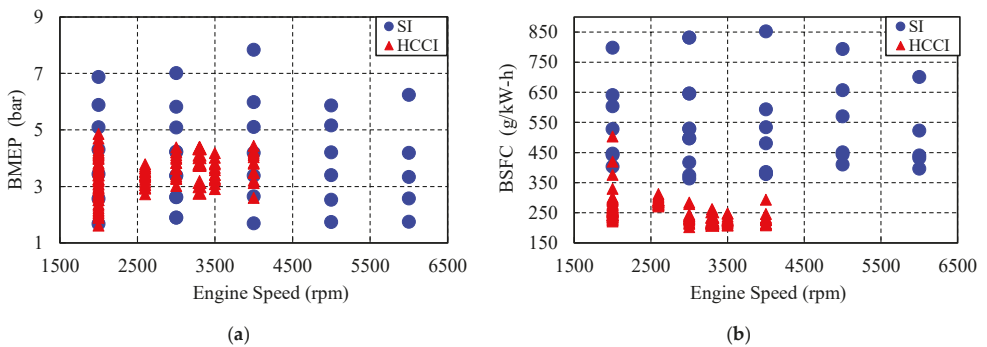 9
7
5
3
1
BMEP (bar)
SI
HCCI
1500 2500 3500 4500 5500 6500
Engine Speed (rpm)
(a)
850
750
650
550
450
350
250
150
BSFC (g/kW-h)
SI
HCCI
1500 2500 3500 4500 5500 6500
Engine Speed (rpm)
(b)